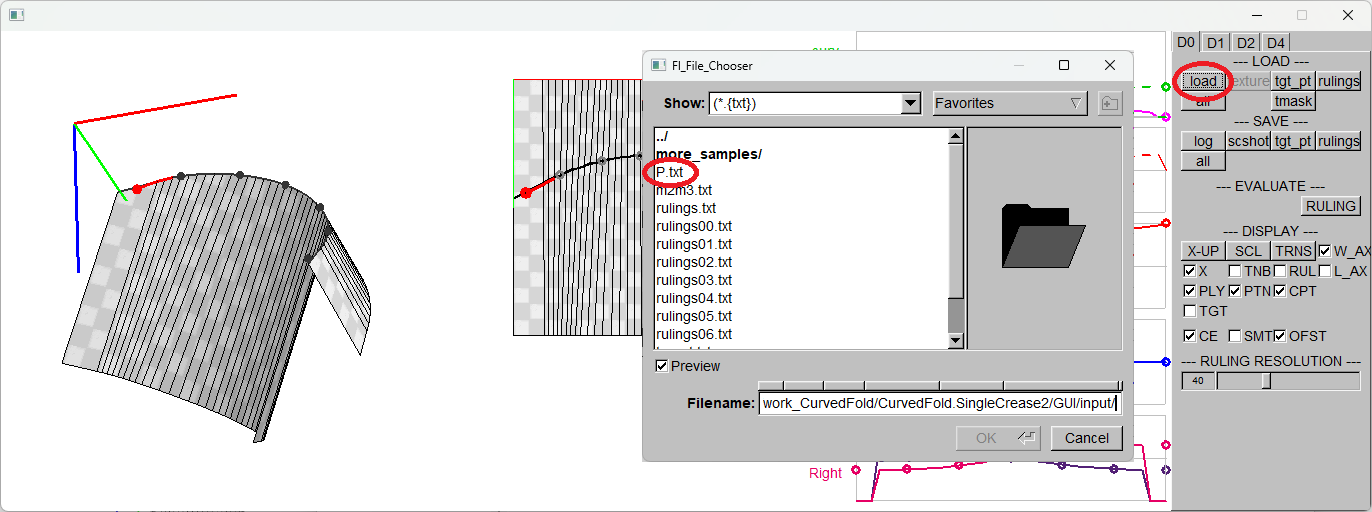 Fl_File_Chooser
Show: (*.{txt}) Favorites
../
more_samples/
P.txt
m2m3.txt
rulings.txt
rulings00.txt
rulings01.txt
rulings02.txt
rulings03.txt
rulings04.txt
rulings05.txt
rulings06.txt
Preview
Filename: work_CurvedFold/CurvedFold.SingleCrease2/GUI/input/
OK Cancel
Right
D0 D1 D2 D4
--- LOAD ---
load exture tgt_pt rulings
all tmask
--- SAVE ---
log scshot tgt_pt rulings
all
--- EVALUATE ---
RULING
--- DISPLAY ---
X-UP SCL TRNS W_AX
X TNB RUL L_AX
PLY PTN CPT
TGT
CE SMT OFST
--- RULING RESOLUTION ---
40